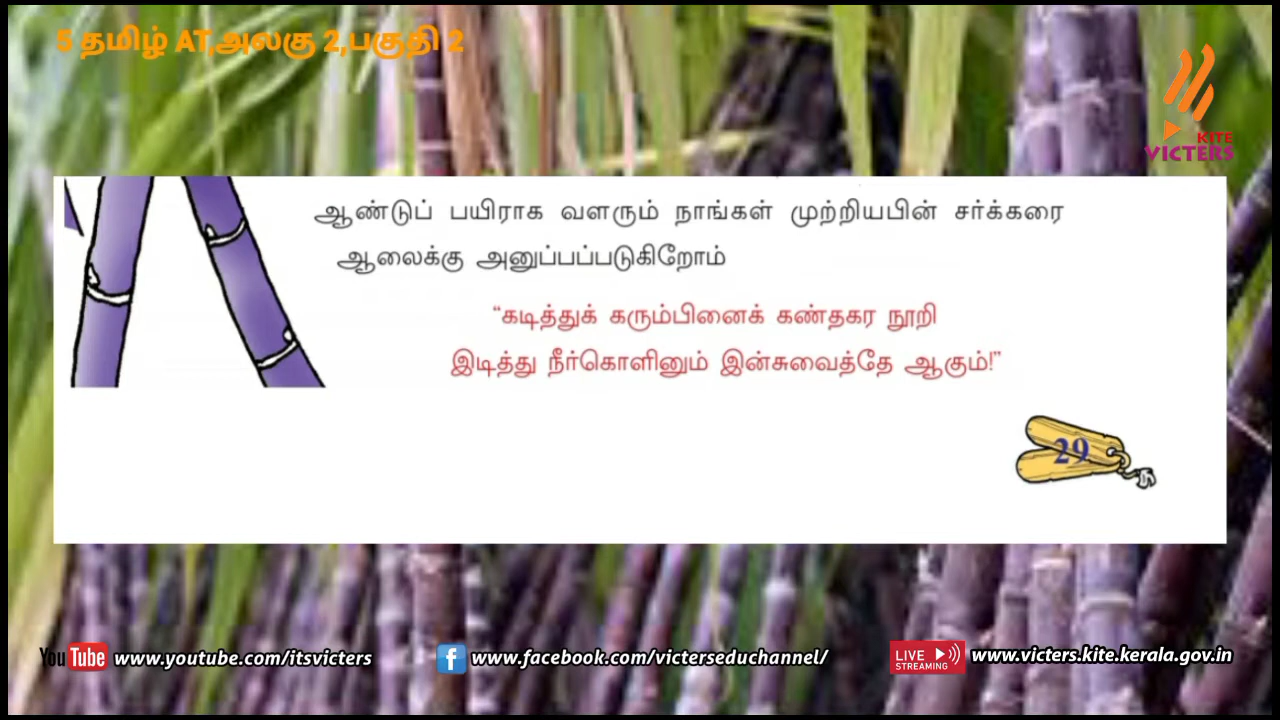 5 தமிழ் AT,அலகு 2,பகுதி 2
KITE
VICTERS
ஆண்டுப் பயிராக வளரும் நாங்கள் முற்றியபின் சர்க்கரை
ஆலைக்கு அனுப்பப்படுகிறோம்
“கடித்துக் கரும்பினைக் கண்தகர நூறி
இடித்து நீர்கொளினும் இன்சுவைத்தே ஆகும்!”
29
த
YouTube www.youtube.com/itsvicters
f www.facebook.com/victerseduchannel/
LIVE STREAMING www.victers.kite.kerala.gov.in